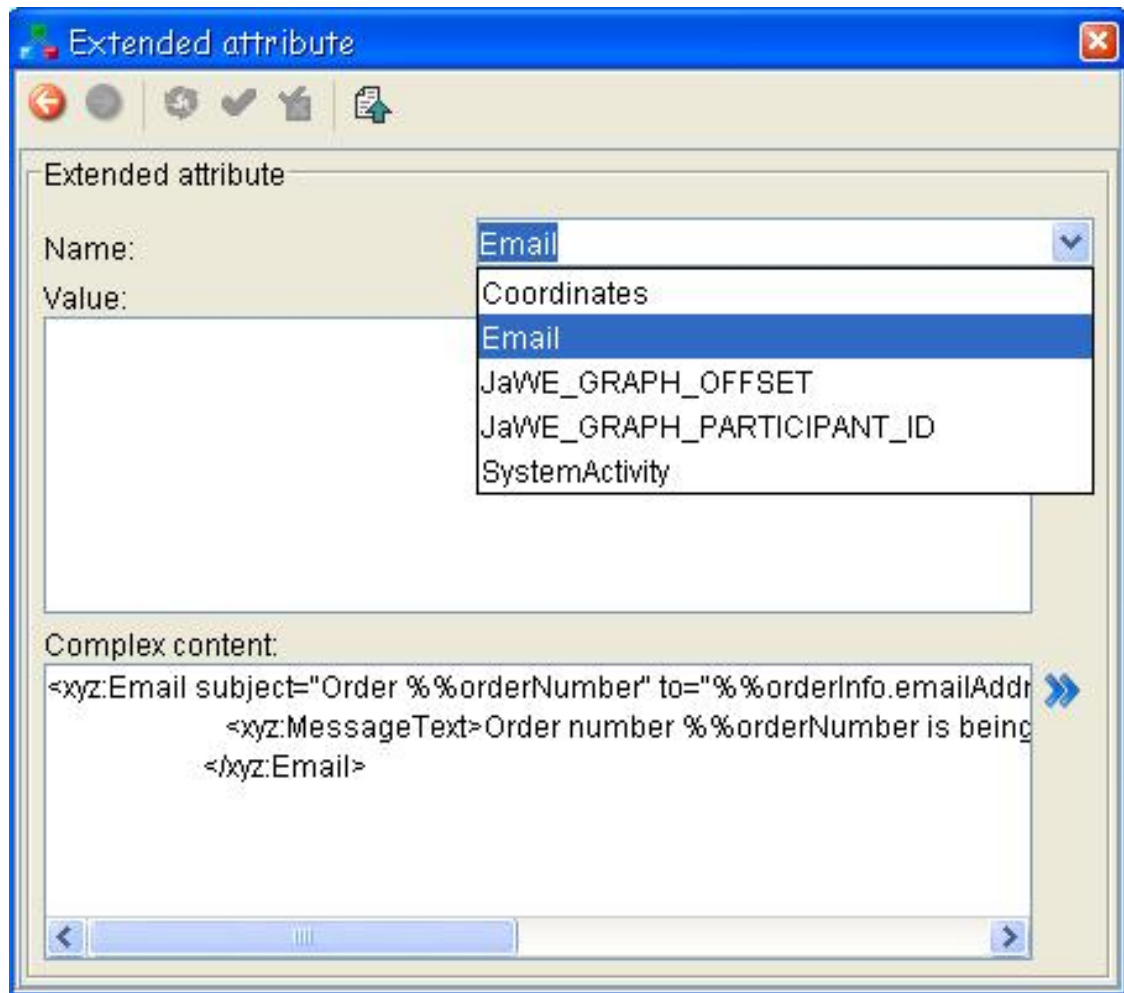 Extended attribute
Extended attribute
Name:
Email
Value:
Coordinates
Email
JaWE_GRAPH_OFFSET
JaWE_GRAPH_PARTICIPANT_ID
SystemActivity
Complex content:
<xyz:Email subject="Order %%orderNumber" to="%%orderInfo.emailAddr
<xyz:MessageText>Order number %%orderNumber is being
</xyz:Email>